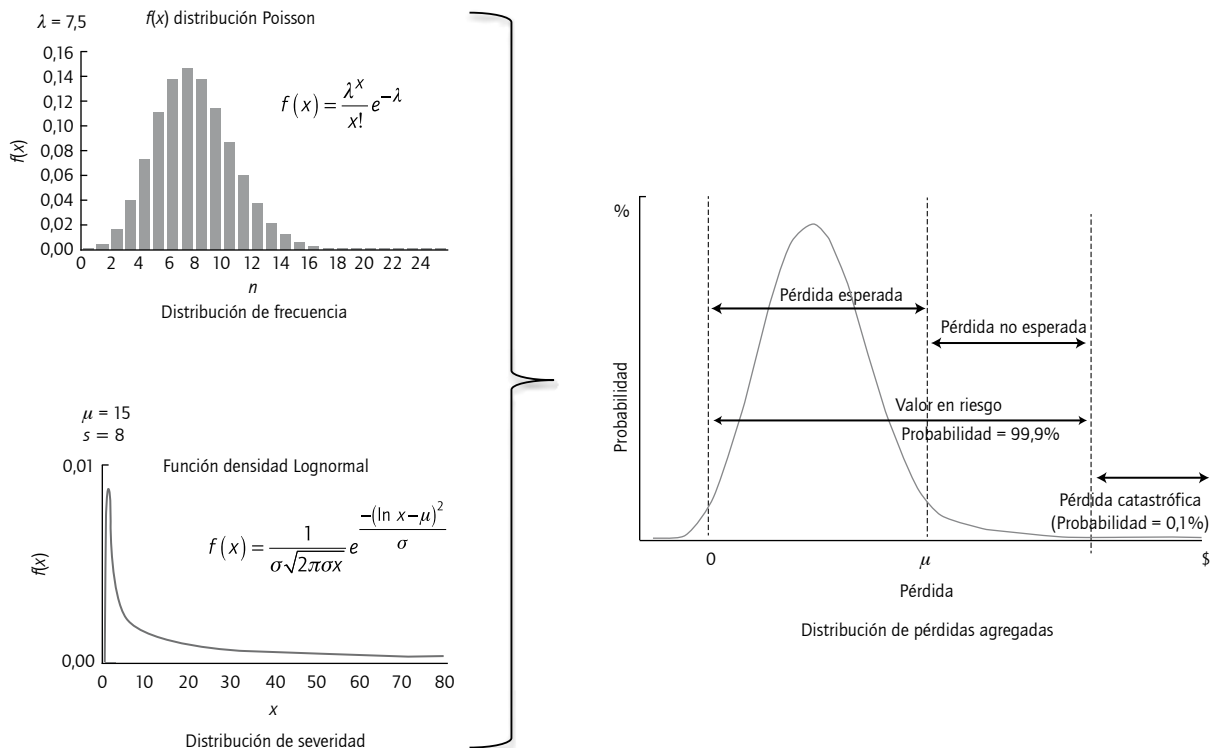 λ = 7,5
f(x) distribución Poisson
0,16
0,14
0,12
0,10
0,08
0,06
0,04
0,02
0,00
f(x)
f(x) = λ^x / x! e^−λ
0 2 4 6 8 10 12 14 16 18 20 22 24
n
Distribución de frecuencia
μ = 15
s = 8
Función densidad Lognormal
0,01
0,00
f(x)
f(x) = 1 / σ√2πσx e^−(ln x−μ)^2 / σ
0 10 20 30 40 50 60 70 80
x
Distribución de severidad
%
Probabilidad
Pérdida esperada
Pérdida no esperada
Valor en riesgo
Probabilidad = 99,9%
Pérdida catastrófica
(Probabilidad = 0,1%)
0 μ $
Pérdida
Distribución de pérdidas agregadas